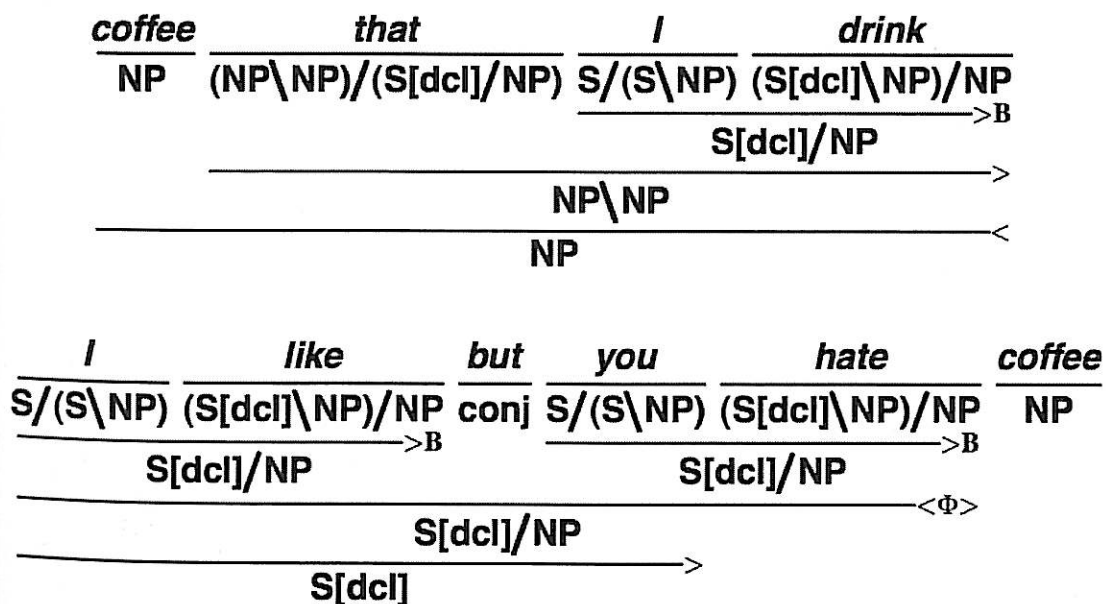 coffee that I drink
NP (NP\NP)/(S[dcl]/NP) S/(S\NP) (S[dcl]\NP)/NP
>B
S[dcl]/NP
>
NP\NP
<
NP
I like but you hate coffee
S/(S\NP) (S[dcl]\NP)/NP conj S/(S\NP) (S[dcl]\NP)/NP NP
>B >B
S[dcl]/NP S[dcl]/NP
<Φ>
S[dcl]/NP
>
S[dcl]